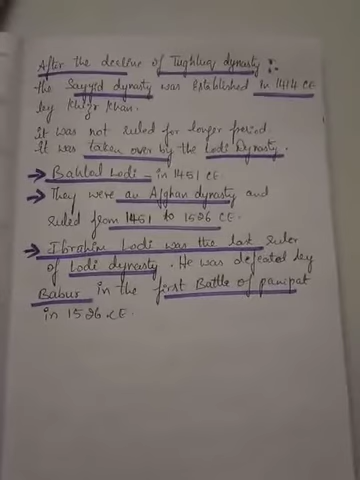 After the decline of Tughluq dynasty :
the Sayyid dynasty was established in 1414 CE
by Khizr Khan.
it was not ruled for longer period.
It was taken over by the Lodi Dynasty.
→ Bahlol Lodi - in 1451 CE.
→ They were an Afghan dynasty and
ruled from 1451 to 1526 CE.
→ Ibrahim Lodi was the last ruler
of Lodi dynasty. He was defeated by
Babur in the first Battle of panipat
in 1526 CE.